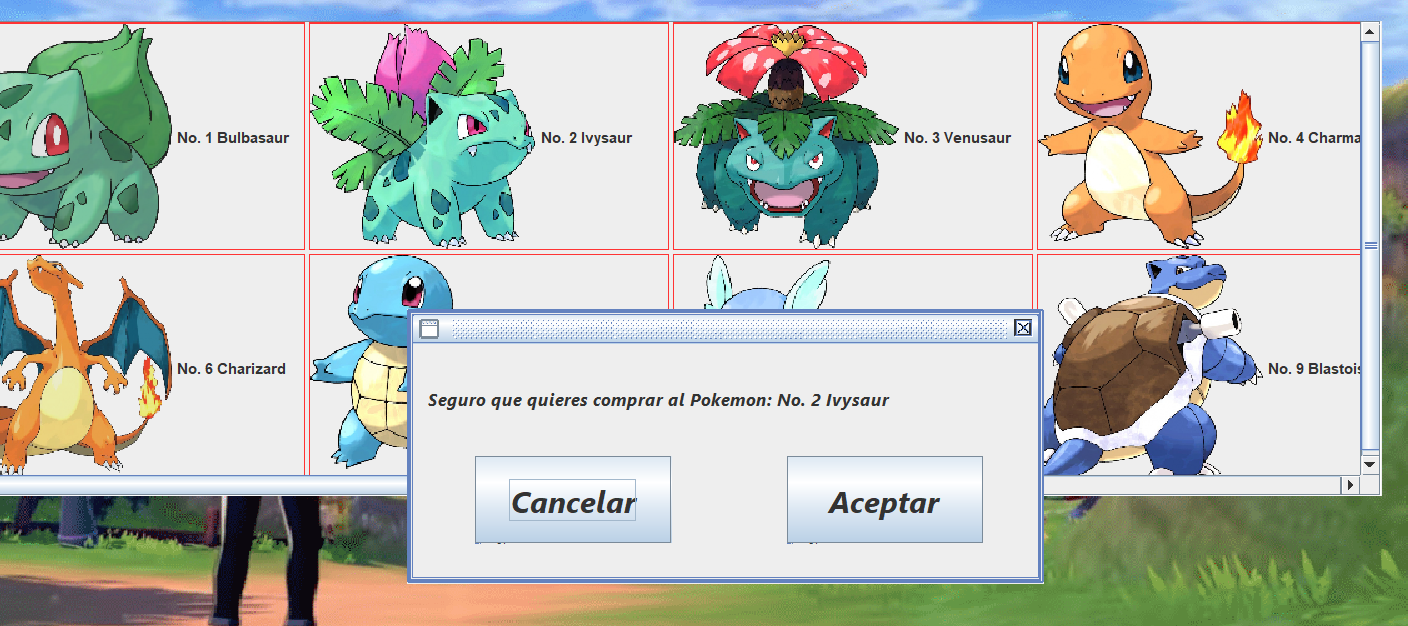 No. 1 Bulbasaur
No. 2 Ivysaur
No. 3 Venusaur
No. 4 Charma
No. 6 Charizard
No. 9 Blastois
Seguro que quieres comprar al Pokemon: No. 2 Ivysaur
Cancelar
Aceptar